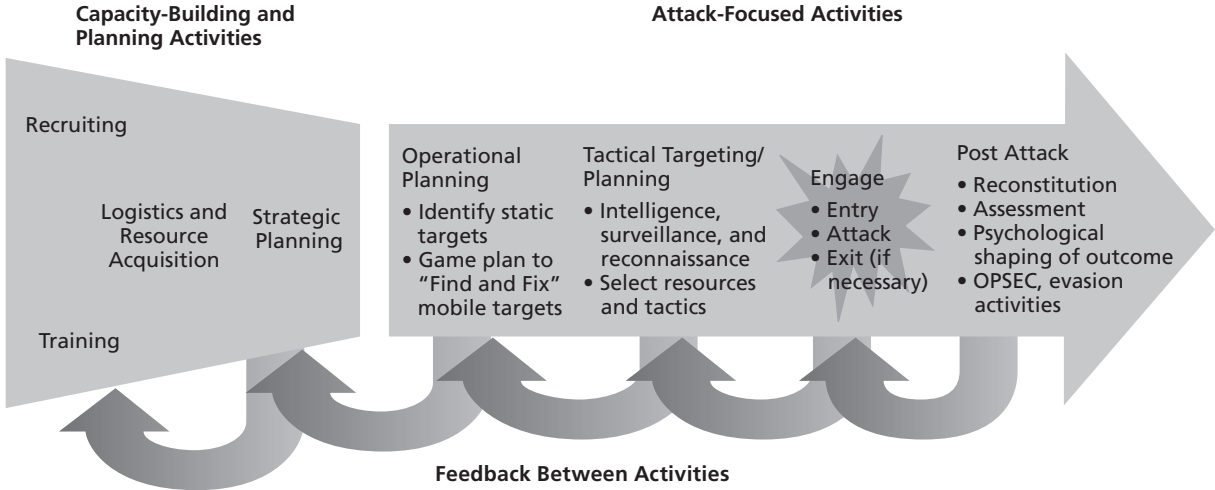 Capacity-Building and
Planning Activities
Attack-Focused Activities
Recruiting
Logistics and
Resource
Acquisition
Strategic
Planning
Training
Operational
Planning
• Identify static
targets
• Game plan to
“Find and Fix”
mobile targets
Tactical Targeting/
Planning
• Intelligence,
surveillance, and
reconnaissance
• Select resources
and tactics
Engage
• Entry
• Attack
• Exit (if
necessary)
Post Attack
• Reconstitution
• Assessment
• Psychological
shaping of outcome
• OPSEC, evasion
activities
Feedback Between Activities